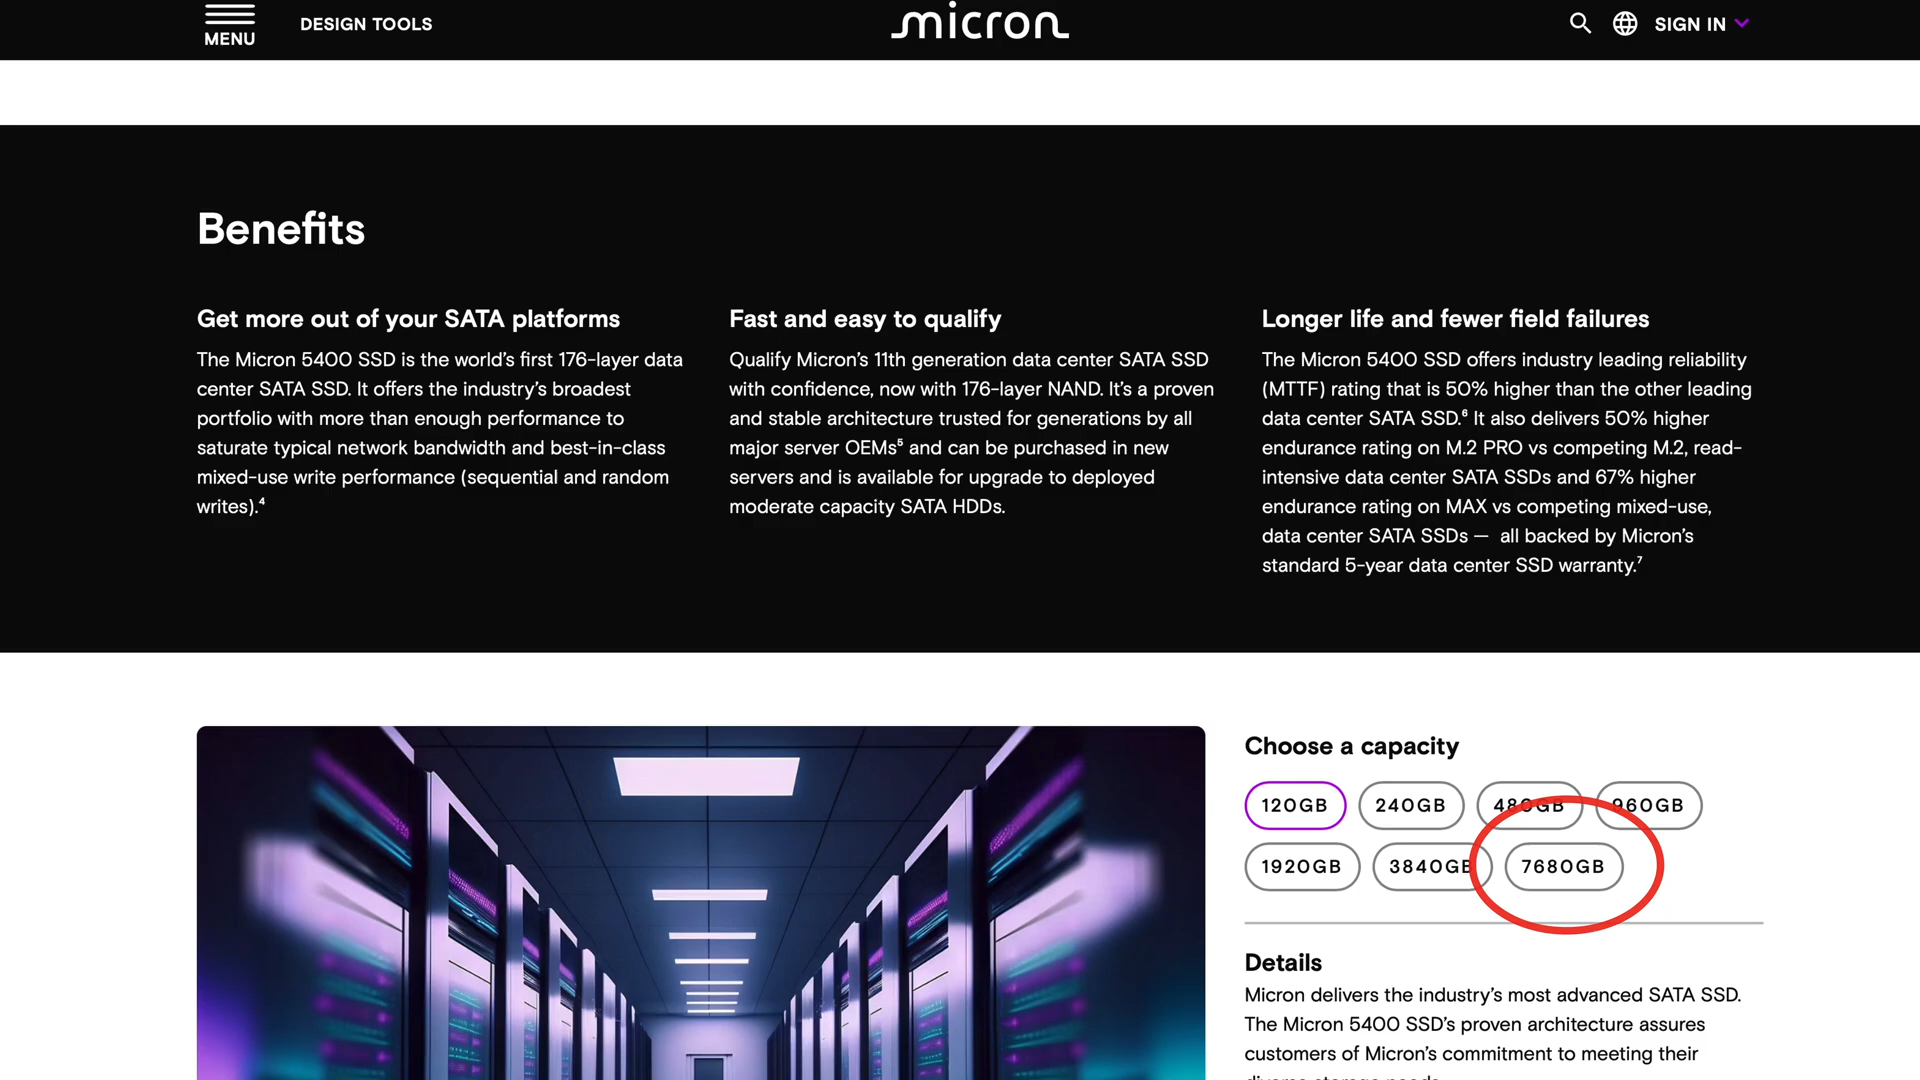 MENU
DESIGN TOOLS
micron
SIGN IN
Benefits
Get more out of your SATA platforms
The Micron 5400 SSD is the world’s first 176-layer data
center SATA SSD. It offers the industry’s broadest
portfolio with more than enough performance to
saturate typical network bandwidth and best-in-class
mixed-use write performance (sequential and random
writes).⁴
Fast and easy to qualify
Qualify Micron’s 11th generation data center SATA SSD
with confidence, now with 176-layer NAND. It’s a proven
and stable architecture trusted for generations by all
major server OEMs⁵ and can be purchased in new
servers and is available for upgrade to deployed
moderate capacity SATA HDDs.
Longer life and fewer field failures
The Micron 5400 SSD offers industry leading reliability
(MTTF) rating that is 50% higher than the other leading
data center SATA SSD.⁶ It also delivers 50% higher
endurance rating on M.2 PRO vs competing M.2, read-
intensive data center SATA SSDs and 67% higher
endurance rating on MAX vs competing mixed-use,
data center SATA SSDs — all backed by Micron’s
standard 5-year data center SSD warranty.⁷
Choose a capacity
120GB 240GB 480GB 960GB
1920GB 3840GB 7680GB
Details
Micron delivers the industry’s most advanced SATA SSD.
The Micron 5400 SSD’s proven architecture assures
customers of Micron’s commitment to meeting their